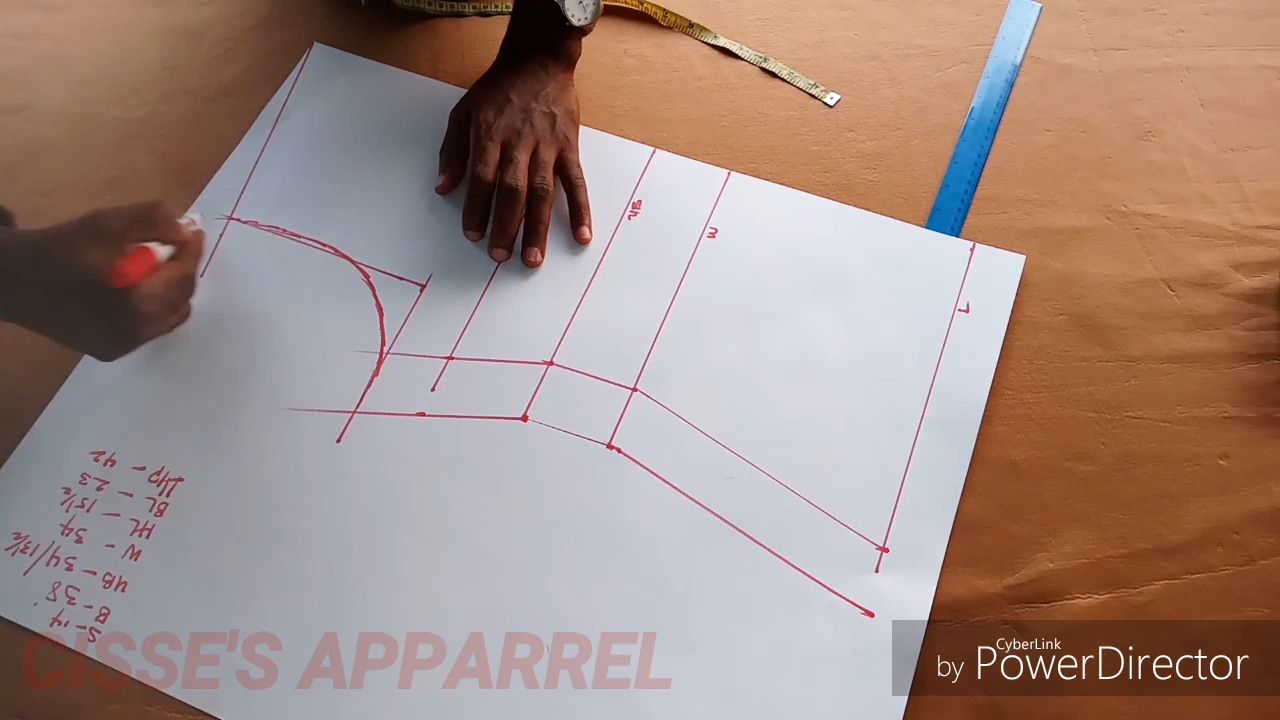 S - 14
B - 38
UB - 34/13½
W - 34
HL - 15½
BL - 23
Hip - 42
UB
W
L
CISSE'S APPARREL
CyberLink
by PowerDirector